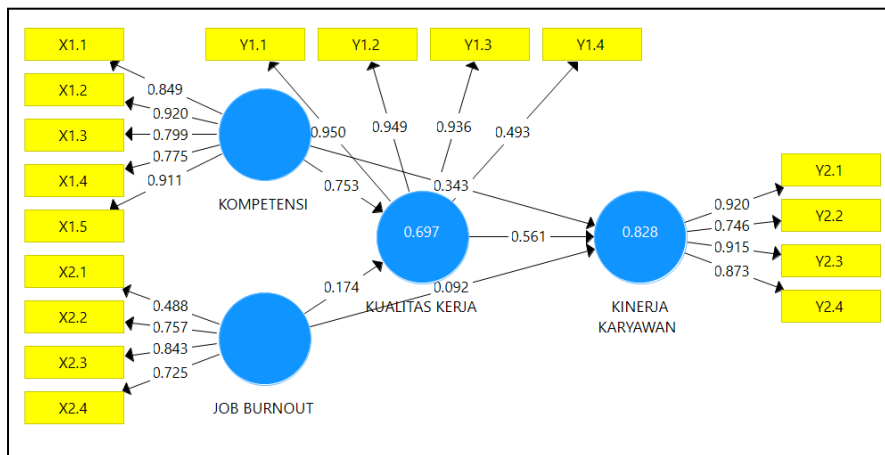 X1.1
Y1.1
Y1.2
Y1.3
Y1.4
X1.2
X1.3
X1.4
X1.5
0.849
0.920
0.799
0.775
0.911
KOMPETENSI
0.950
0.949
0.936
0.493
0.753
0.343
0.697
0.561
0.828
KUALITAS KERJA
KINERJA
KARYAWAN
Y2.1
Y2.2
Y2.3
Y2.4
0.920
0.746
0.915
0.873
X2.1
X2.2
X2.3
X2.4
0.488
0.757
0.843
0.725
0.174
0.092
JOB BURNOUT